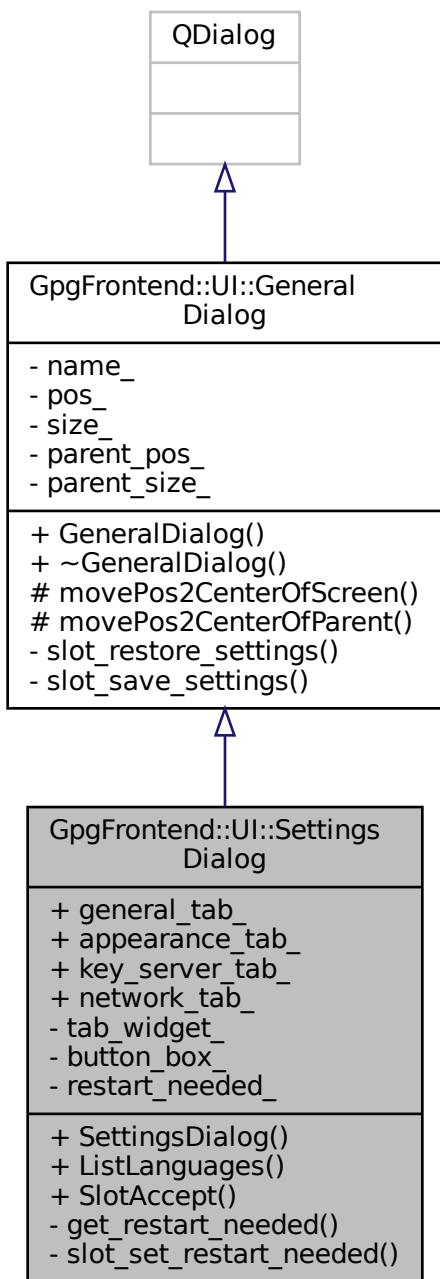 QDialog
GpgFrontend::UI::General
Dialog
- name_
- pos_
- size_
- parent_pos_
- parent_size_
+ GeneralDialog()
+ ~GeneralDialog()
# movePos2CenterOfScreen()
# movePos2CenterOfParent()
- slot_restore_settings()
- slot_save_settings()
GpgFrontend::UI::Settings
Dialog
+ general_tab_
+ appearance_tab_
+ key_server_tab_
+ network_tab_
- tab_widget_
- button_box_
- restart_needed_
+ SettingsDialog()
+ ListLanguages()
+ SlotAccept()
- get_restart_needed()
- slot_set_restart_needed()